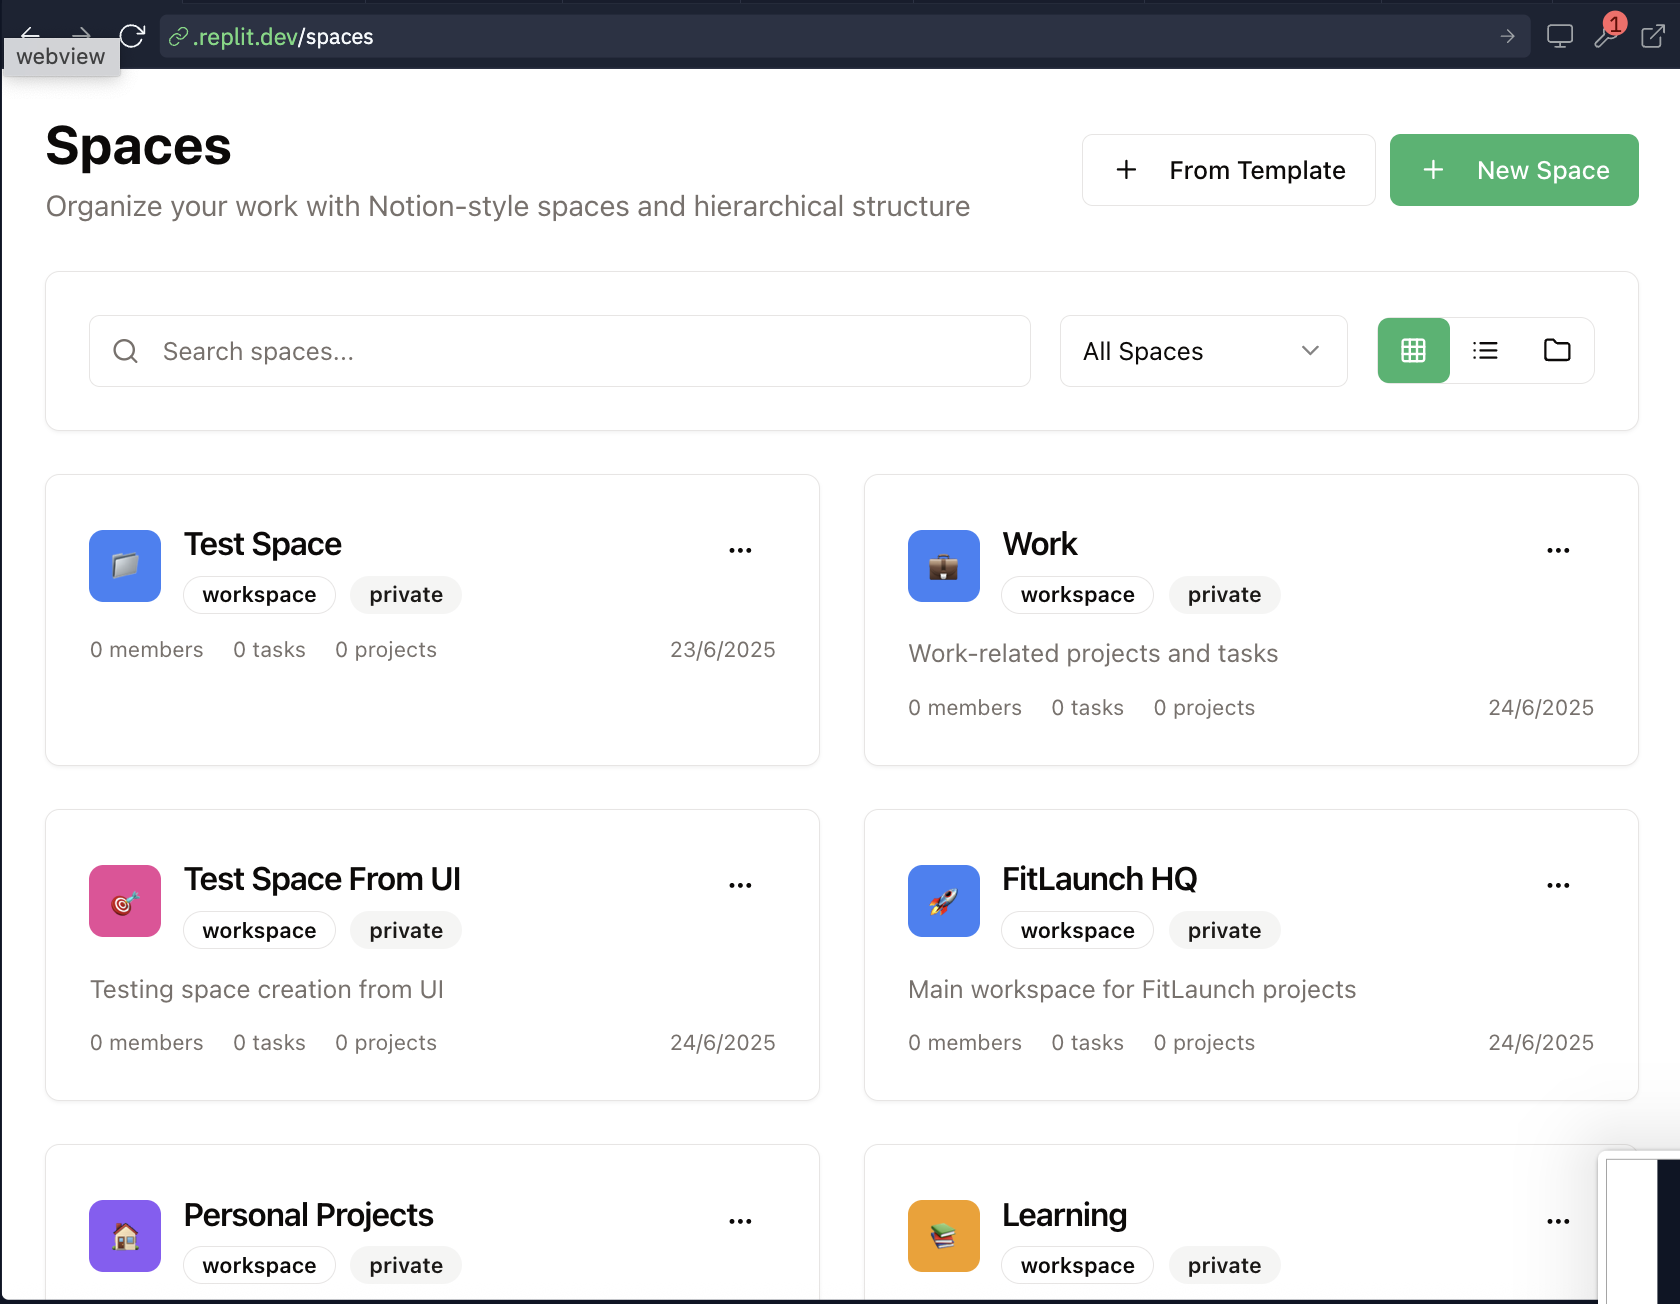 .replit.dev/spaces
1
webview
Spaces
Organize your work with Notion-style spaces and hierarchical structure
From Template
New Space
Search spaces...
All Spaces
Test Space
workspace private
0 members 0 tasks 0 projects 23/6/2025
Work
workspace private
Work-related projects and tasks
0 members 0 tasks 0 projects 24/6/2025
Test Space From UI
workspace private
Testing space creation from UI
0 members 0 tasks 0 projects 24/6/2025
FitLaunch HQ
workspace private
Main workspace for FitLaunch projects
0 members 0 tasks 0 projects 24/6/2025
Personal Projects
workspace private
Learning
workspace private